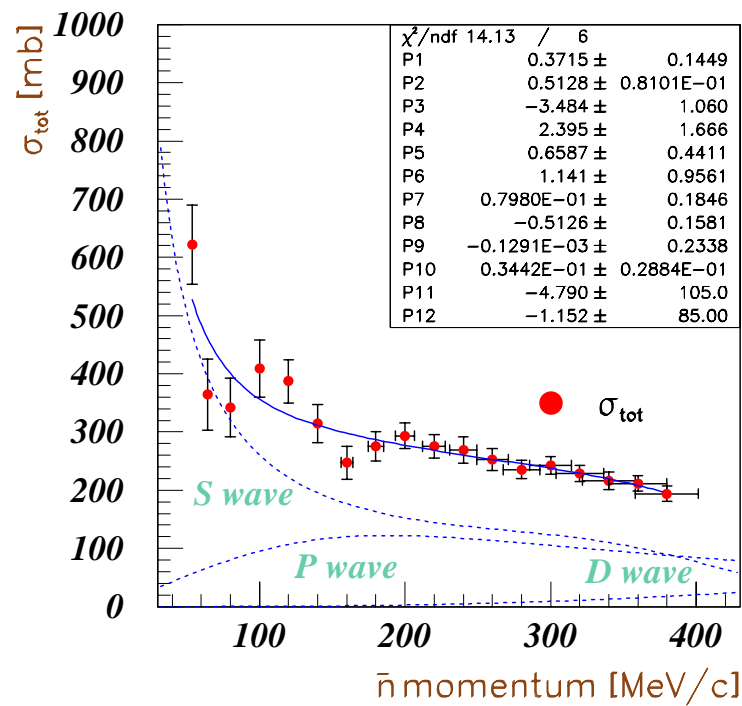 σtot [mb]
1000
900
800
700
600
500
400
300
200
100
0
χ²/ndf 14.13 / 6
P1 0.3715 ± 0.1449
P2 0.5128 ± 0.8101E−01
P3 −3.484 ± 1.060
P4 2.395 ± 1.666
P5 0.6587 ± 0.4411
P6 1.141 ± 0.9561
P7 0.7980E−01 ± 0.1846
P8 −0.5126 ± 0.1581
P9 −0.1291E−03 ± 0.2338
P10 0.3442E−01 ± 0.2884E−01
P11 −4.790 ± 105.0
P12 −1.152 ± 85.00
σtot
S wave
P wave
D wave
100 200 300 400
n̄ momentum [MeV/c]